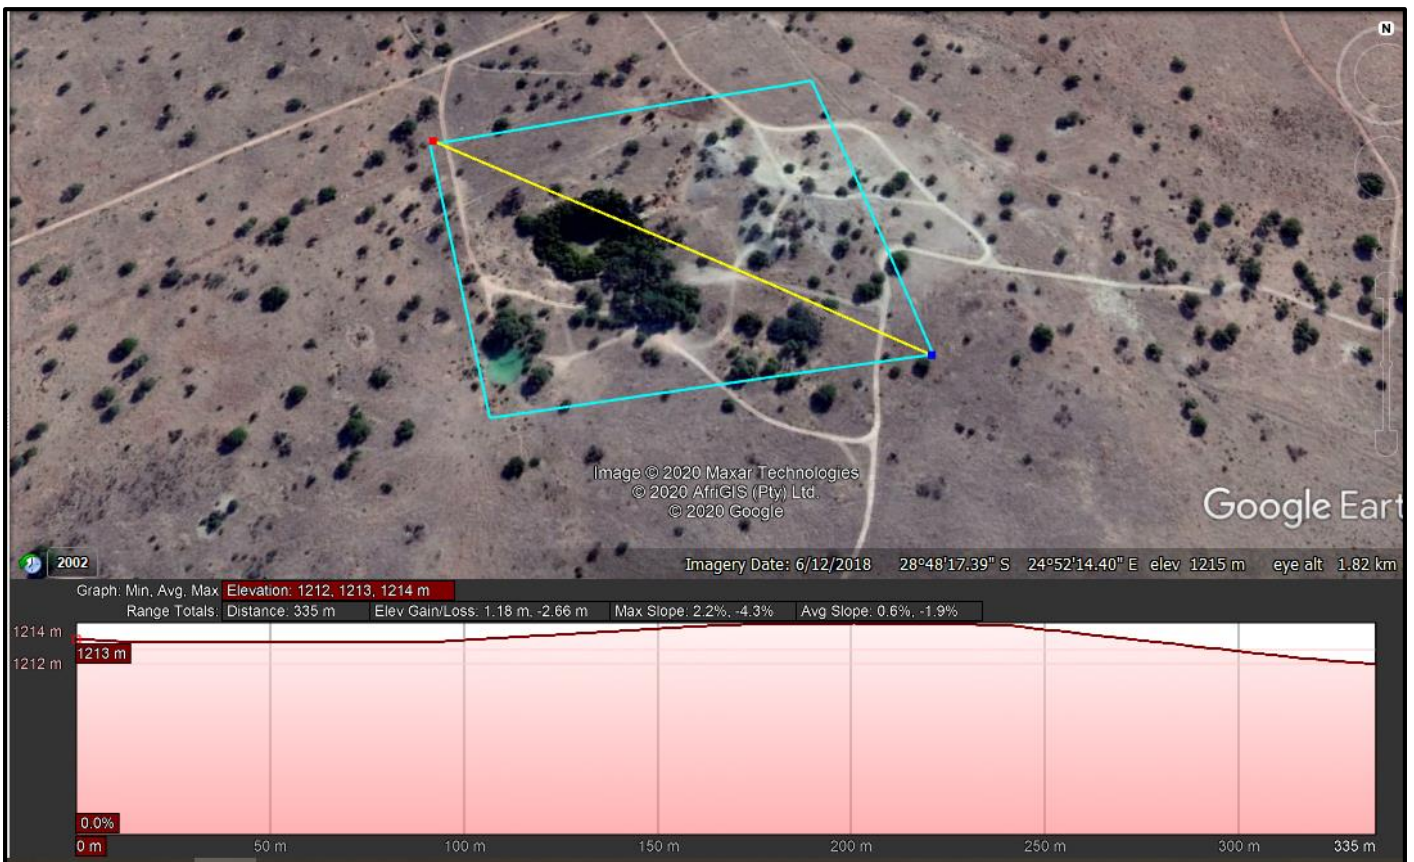 N
Image © 2020 Maxar Technologies
© 2020 AfriGIS (Pty) Ltd.
© 2020 Google
Google Eart
2002
Imagery Date: 6/12/2018 28°48'17.39" S 24°52'14.40" E elev 1215 m eye alt 1.82 km
Graph: Min, Avg, Max Elevation: 1212, 1213, 1214 m
Range Totals: Distance: 335 m Elev Gain/Loss: 1.18 m, -2.66 m Max Slope: 2.2%, -4.3% Avg Slope: 0.6%, -1.9%
1214 m
1213 m
1212 m
0.0%
0 m 50 m 100 m 150 m 200 m 250 m 300 m 335 m